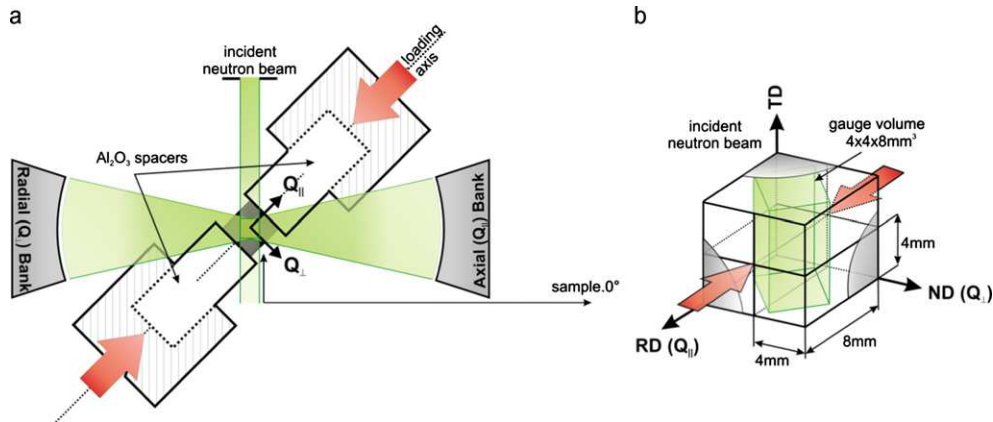 a
incident
neutron beam
loading
axis
Al₂O₃ spacers
Radial (Q⊥) Bank
Q||
Axial (Q||) Bank
Q⊥
sample.0°
b
TD
incident
neutron beam
gauge volume
4x4x8mm³
4mm
ND (Q⊥)
RD (Q||)
4mm
8mm